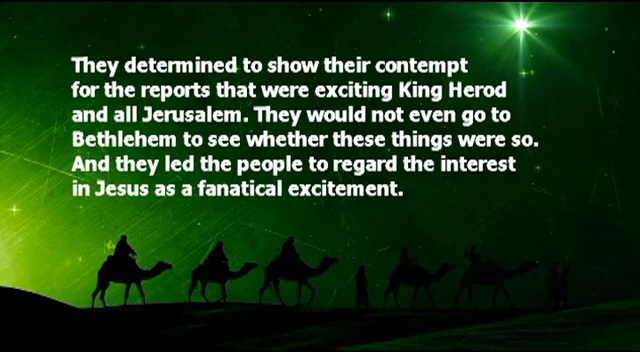 They determined to show their contempt
for the reports that were exciting King Herod
and all Jerusalem. They would not even go to
Bethlehem to see whether these things were so.
And they led the people to regard the interest
in Jesus as a fanatical excitement.